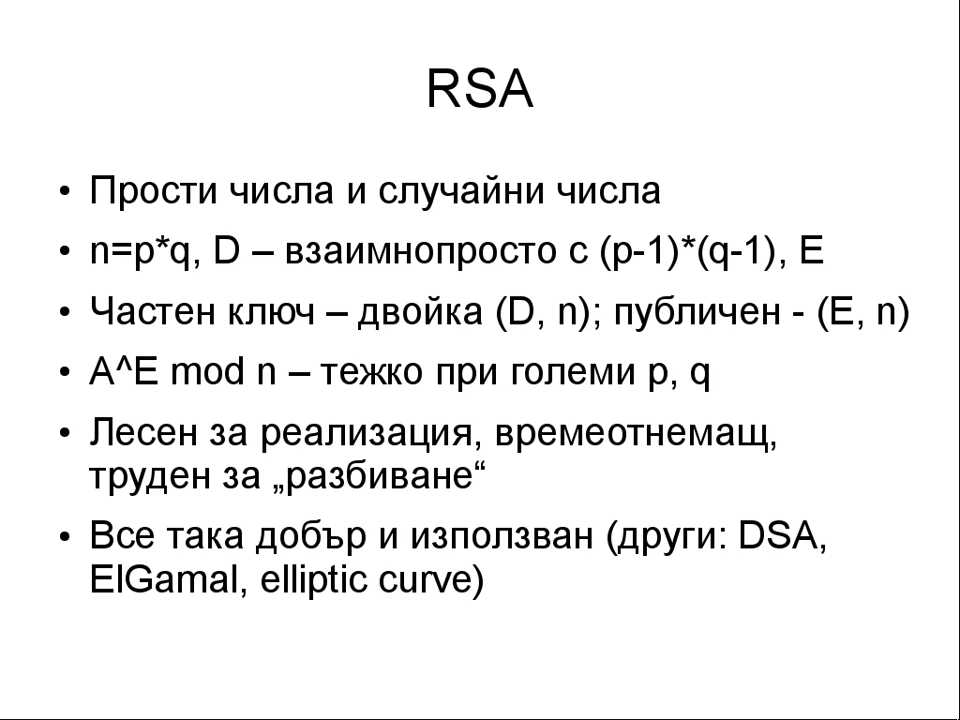 RSA
• Прости числа и случайни числа
• n=p*q, D – взаимнопросто с (p-1)*(q-1), E
• Частен ключ – двойка (D, n); публичен - (E, n)
• A^E mod n – тежко при големи p, q
• Лесен за реализация, времеотнемащ,
труден за „разбиване“
• Все така добър и използван (други: DSA,
ElGamal, elliptic curve)